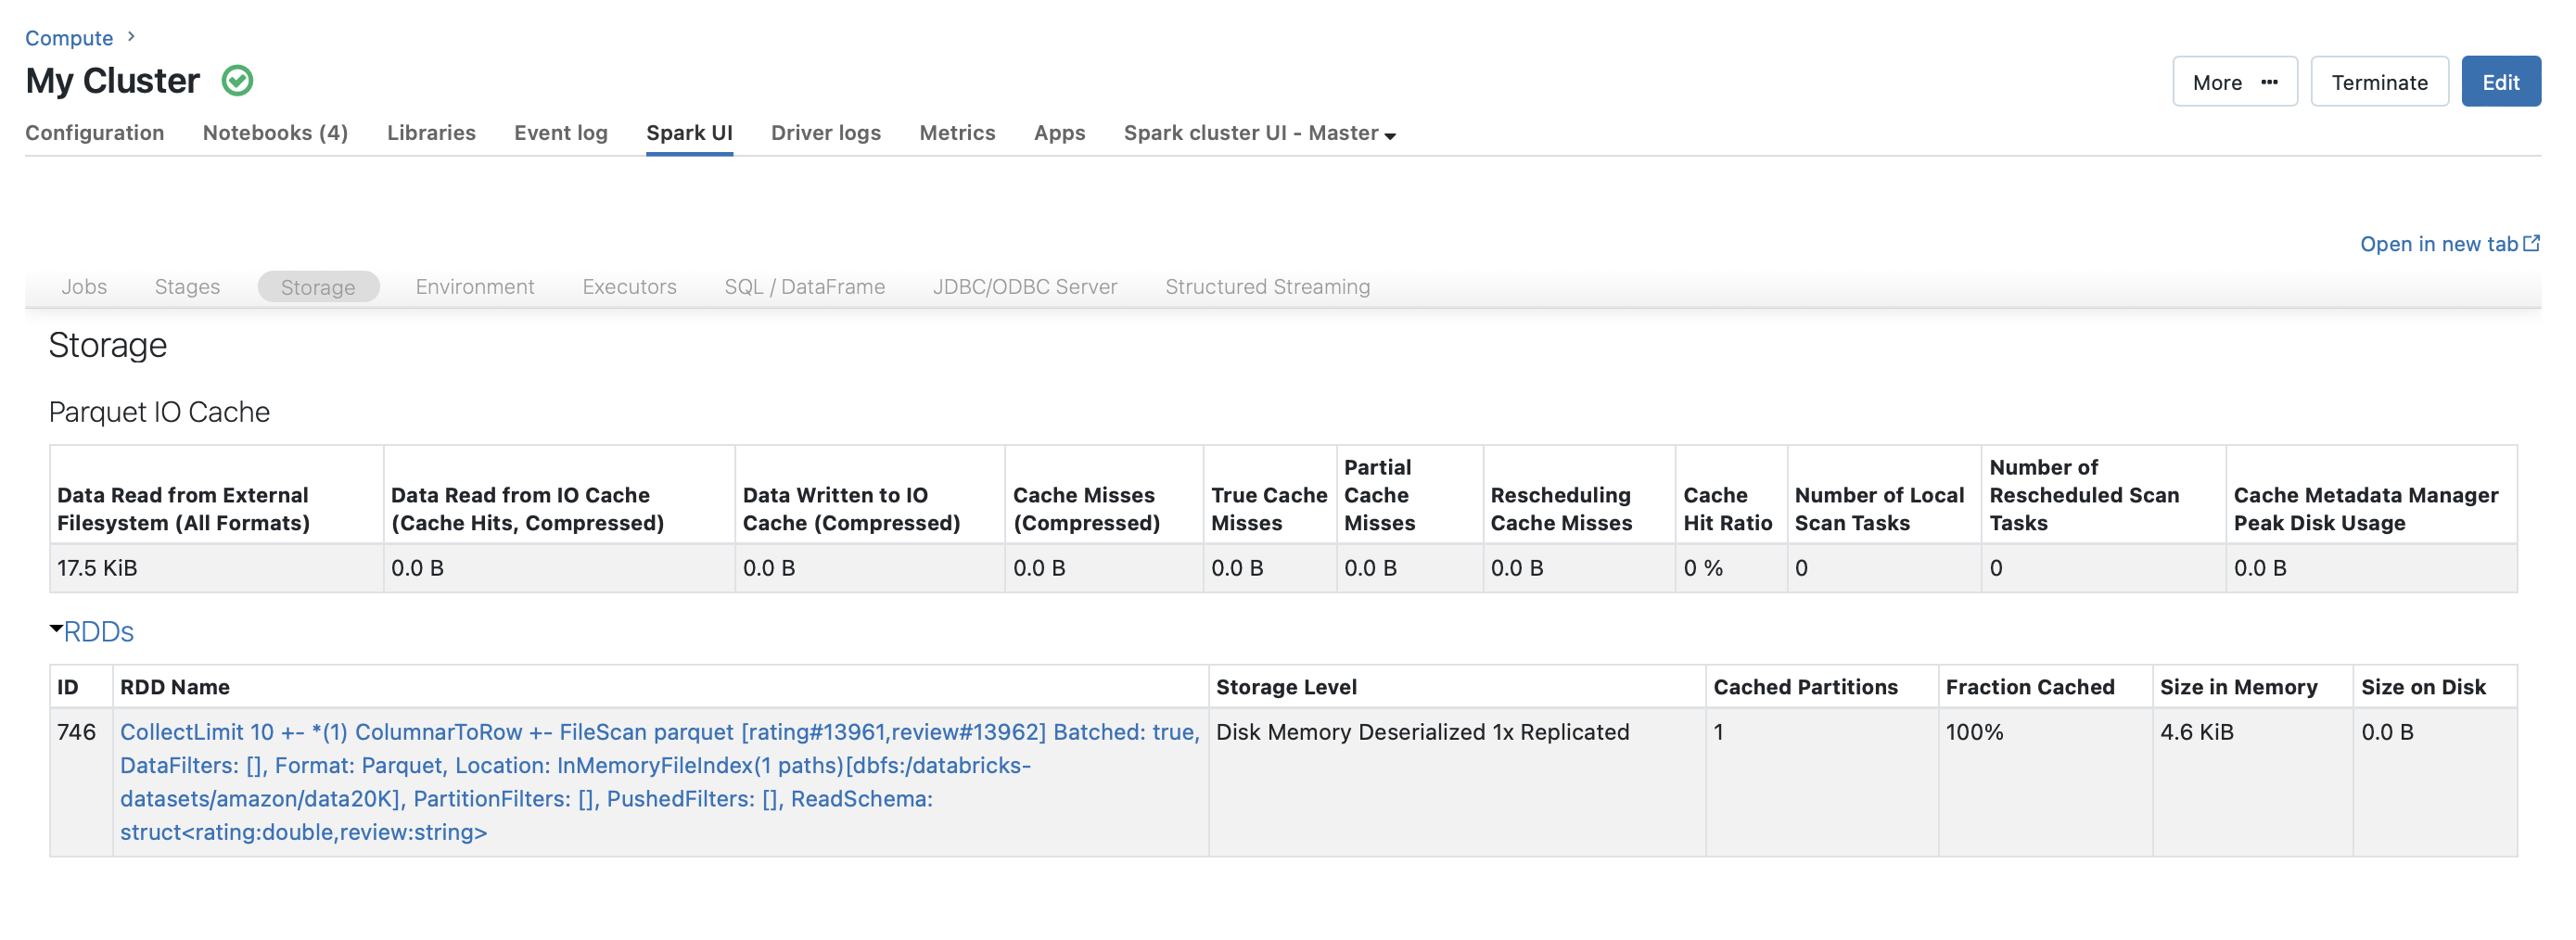 Compute >
My Cluster
More ···
Terminate
Edit
Configuration Notebooks (4) Libraries Event log Spark UI Driver logs Metrics Apps Spark cluster UI - Master
Open in new tab
Jobs Stages Storage Environment Executors SQL / DataFrame JDBC/ODBC Server Structured Streaming
Storage
Parquet IO Cache
Data Read from External
Filesystem (All Formats)
Data Read from IO Cache
(Cache Hits, Compressed)
Data Written to IO
Cache (Compressed)
Cache Misses
(Compressed)
True Cache
Misses
Partial
Cache
Misses
Rescheduling
Cache Misses
Cache
Hit Ratio
Number of Local
Scan Tasks
Number of
Rescheduled Scan
Tasks
Cache Metadata Manager
Peak Disk Usage
17.5 KiB 0.0 B 0.0 B 0.0 B 0.0 B 0.0 B 0.0 B 0 % 0 0 0.0 B
RDDs
ID RDD Name Storage Level Cached Partitions Fraction Cached Size in Memory Size on Disk
746
CollectLimit 10 +- *(1) ColumnarToRow +- FileScan parquet [rating#13961,review#13962] Batched: true,
DataFilters: [], Format: Parquet, Location: InMemoryFileIndex(1 paths)[dbfs:/databricks-
datasets/amazon/data20K], PartitionFilters: [], PushedFilters: [], ReadSchema:
struct<rating:double,review:string>
Disk Memory Deserialized 1x Replicated
1
100%
4.6 KiB
0.0 B